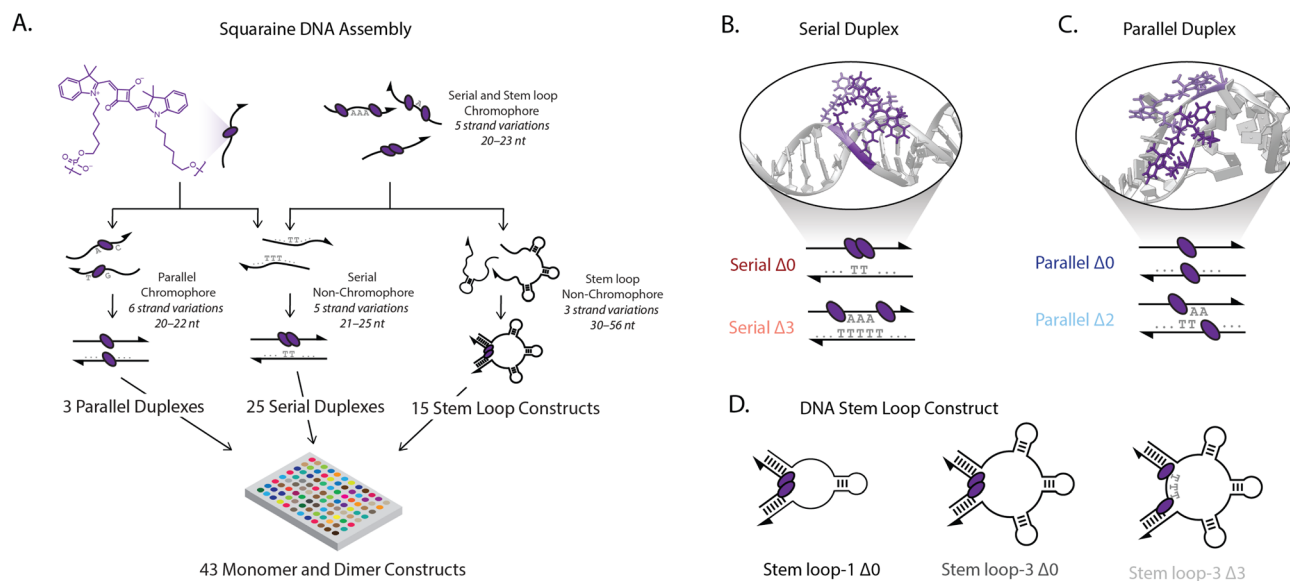 A.
Squaraine DNA Assembly
O⁻
N⁺
O
N
O
O=P-O⁻
O
Serial and Stem loop
Chromophore
5 strand variations
20–23 nt
AAA
A C
T G
Parallel
Chromophore
6 strand variations
20–22 nt
...TT...
...TTT...
Serial
Non-Chromophore
5 strand variations
21–25 nt
Stem loop
Non-Chromophore
3 strand variations
30–56 nt
... TT ...
3 Parallel Duplexes
25 Serial Duplexes
15 Stem Loop Constructs
43 Monomer and Dimer Constructs
B.
Serial Duplex
Serial Δ0
... TT ...
Serial Δ3
AAA
... TTTTT ...
C.
Parallel Duplex
Parallel Δ0
Parallel Δ2
AA
... TT ...
D.
DNA Stem Loop Construct
TTT
Stem loop-1 Δ0
Stem loop-3 Δ0
Stem loop-3 Δ3